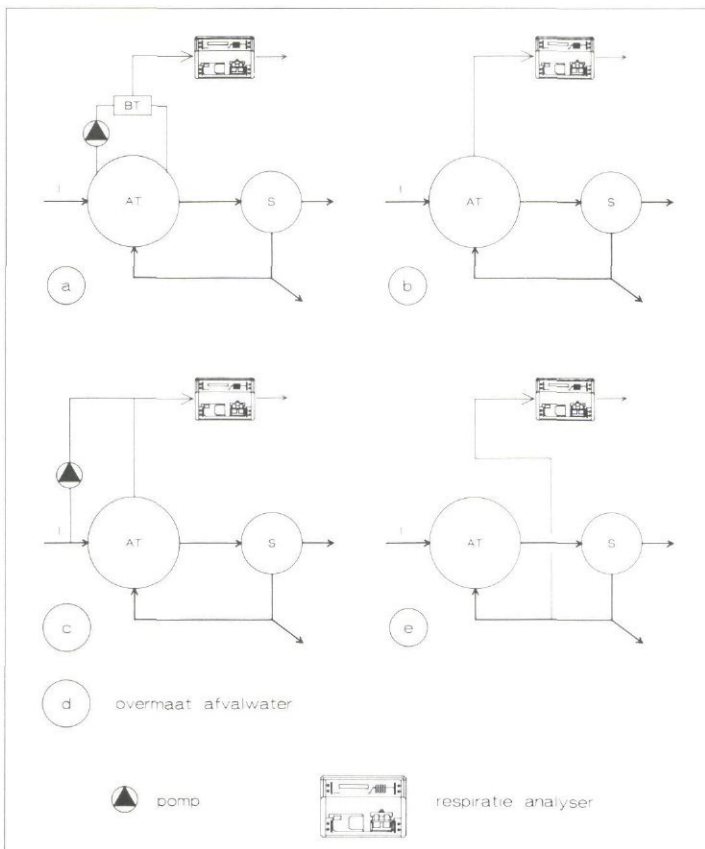 BT
I
AT
S
a
I
AT
S
b
I
AT
S
c
I
AT
S
e
d overmaat afvalwater
pomp
respiratie analyser